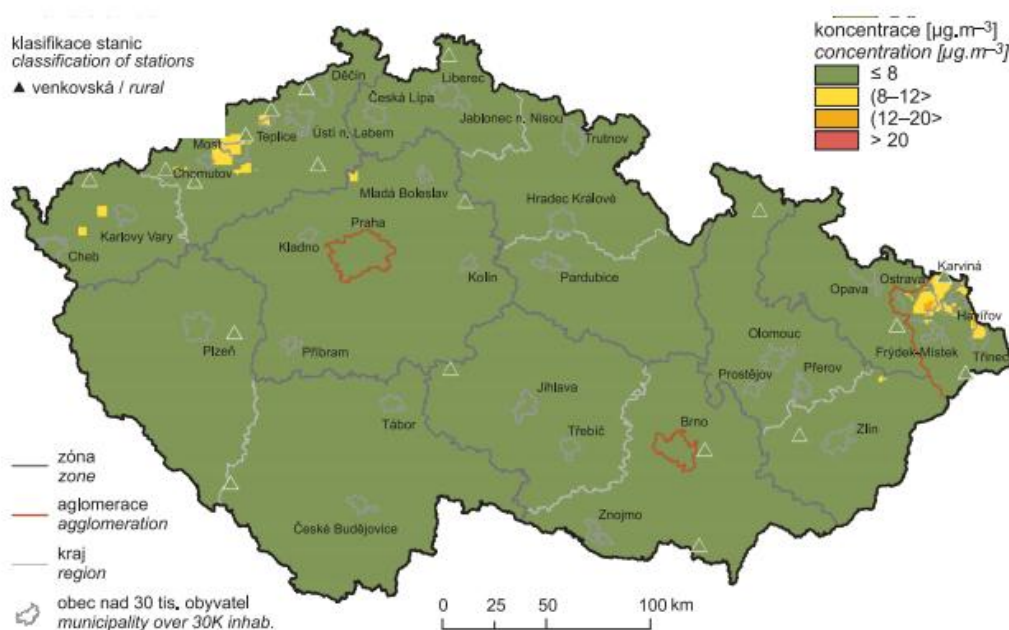 klasifikace stanic
classification of stations
▲ venkovská / rural
koncentrace [µg.m⁻³]
concentration [µg.m⁻³]
≤ 8
(8–12>
(12–20>
> 20
Děčín
Liberec
Česká Lípa
Jablonec n. Nisou
Teplice
Ústí n. Labem
Trutnov
Most
Chomutov
Mladá Boleslav
Hradec Králové
Karlovy Vary
Praha
Cheb
Kladno
Kolín
Pardubice
Karviná
Opava
Ostrava
Havířov
Olomouc
Plzeň
Příbram
Frýdek-Místek
Třinec
Přerov
Prostějov
Jihlava
Tábor
Třebíč
Brno
Zlín
České Budějovice
Znojmo
zóna
zone
aglomerace
agglomeration
kraj
region
obec nad 30 tis. obyvatel
municipality over 30K inhab.
0 25 50 100 km